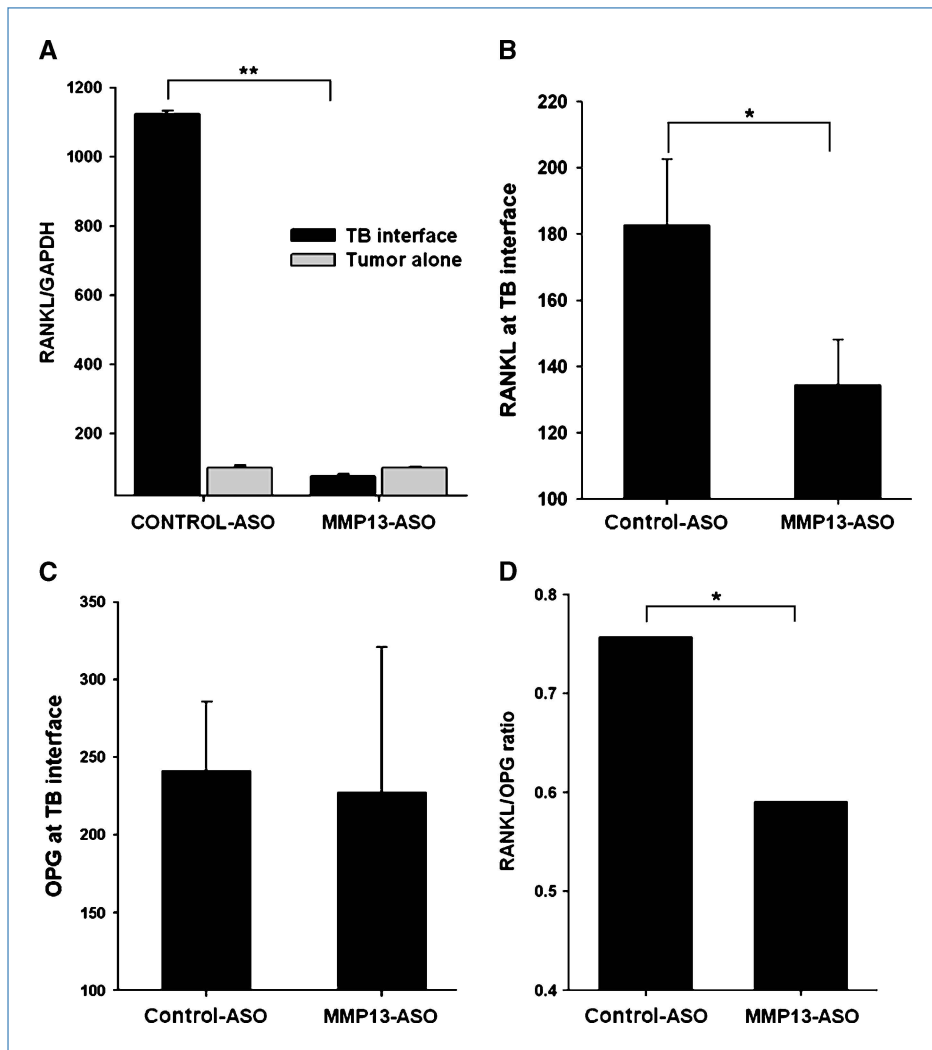 A
**
1200
1000
800
600
400
200
RANKL/GAPDH
TB interface
Tumor alone
CONTROL-ASO MMP13-ASO
B
*
220
200
180
160
140
120
100
RANKL at TB interface
Control-ASO MMP13-ASO
C
350
300
250
200
150
100
OPG at TB interface
Control-ASO MMP13-ASO
D
*
0.8
0.7
0.6
0.5
0.4
RANKL/OPG ratio
Control-ASO MMP13-ASO